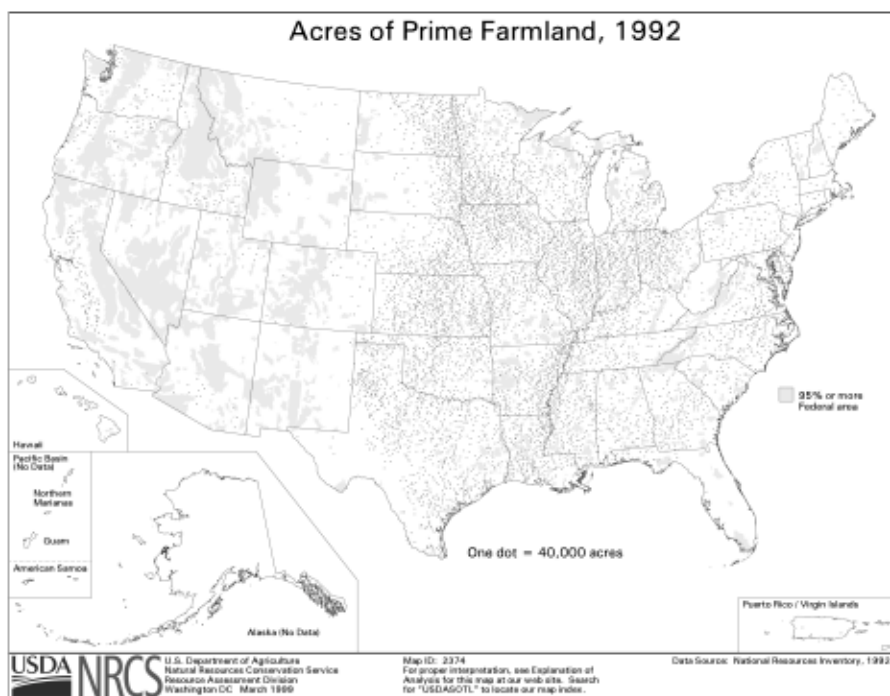 Acres of Prime Farmland, 1992
95% or more
Federal area
Hawaii
Pacific Basin
(No Data)
Northern
Marianas
Guam
American Samoa
Alaska (No Data)
One dot = 40,000 acres
Puerto Rico / Virgin Islands
USDA NRCS
U.S. Department of Agriculture
Natural Resources Conservation Service
Resource Assessment Division
Washington DC March 1999
Map ID: 2374
For proper interpretation, see Explanation of
Analysis for this map at our web site. Search
for "USDASOTL" to locate our map index.
Data Source: National Resources Inventory, 1992